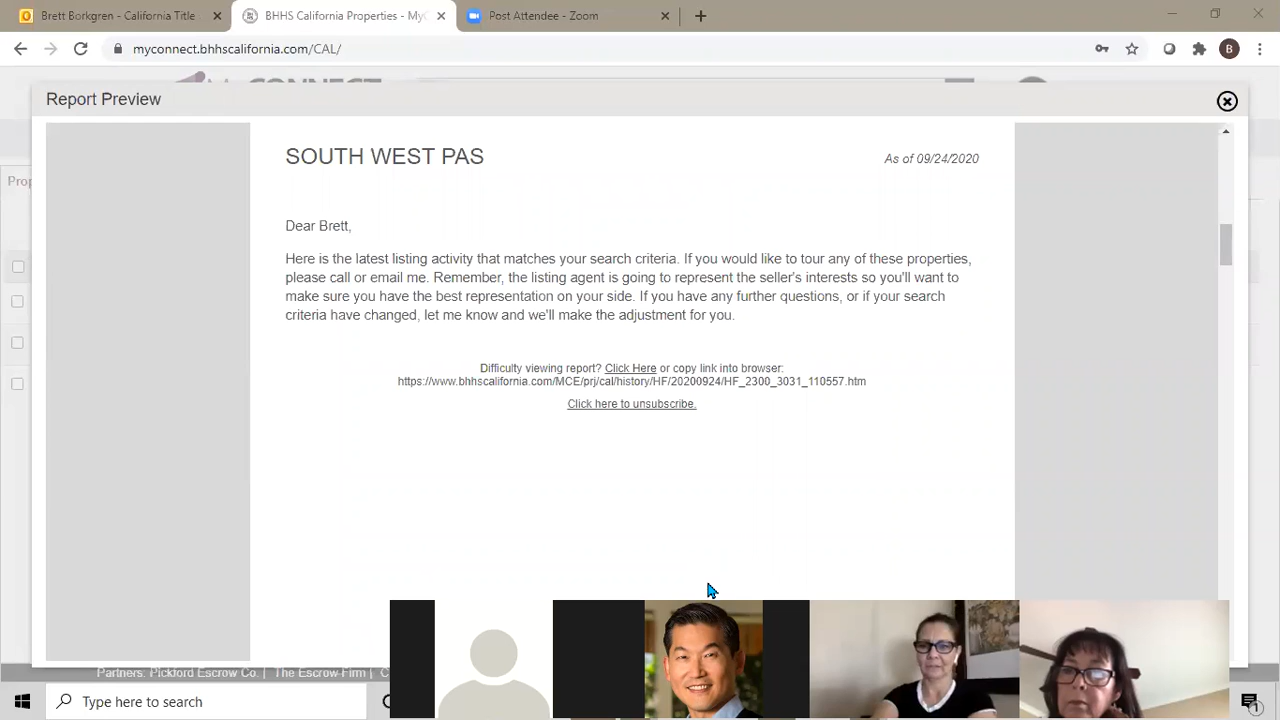 Brett Borkgren - California Title
BHHS California Properties - MyC
Post Attendee - Zoom
myconnect.bhhscalifornia.com/CAL/
B
Report Preview
SOUTH WEST PAS
As of 09/24/2020
Prop
Dear Brett,
Here is the latest listing activity that matches your search criteria. If you would like to tour any of these properties,
please call or email me. Remember, the listing agent is going to represent the seller's interests so you'll want to
make sure you have the best representation on your side. If you have any further questions, or if your search
criteria have changed, let me know and we'll make the adjustment for you.
Difficulty viewing report? Click Here or copy link into browser:
https://www.bhhscalifornia.com/MCE/prj/cal/history/HF/20200924/HF_2300_3031_110557.htm
Click here to unsubscribe.
Partners: Pickford Escrow Co. | The Escrow Firm | C
Type here to search
1